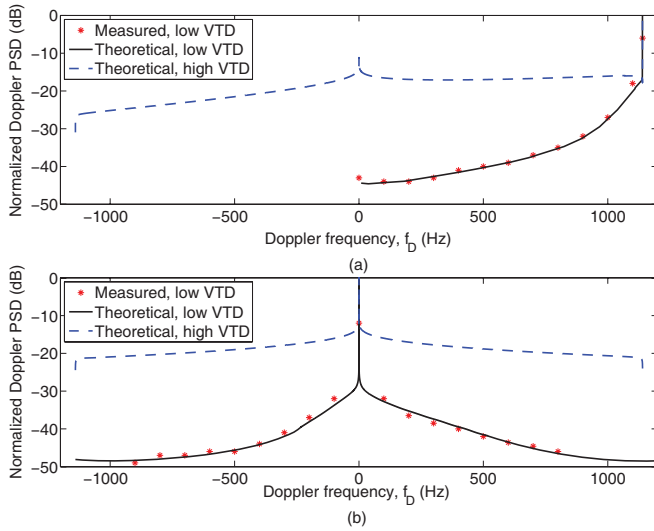 Normalized Doppler PSD (dB)
0
−10
−20
−30
−40
−50
Measured, low VTD
Theoretical, low VTD
Theoretical, high VTD
−1000
−500
0
500
1000
Doppler frequency, f_D (Hz)
(a)
Normalized Doppler PSD (dB)
0
−10
−20
−30
−40
−50
Measured, low VTD
Theoretical, low VTD
Theoretical, high VTD
−1000
−500
0
500
1000
Doppler frequency, f_D (Hz)
(b)